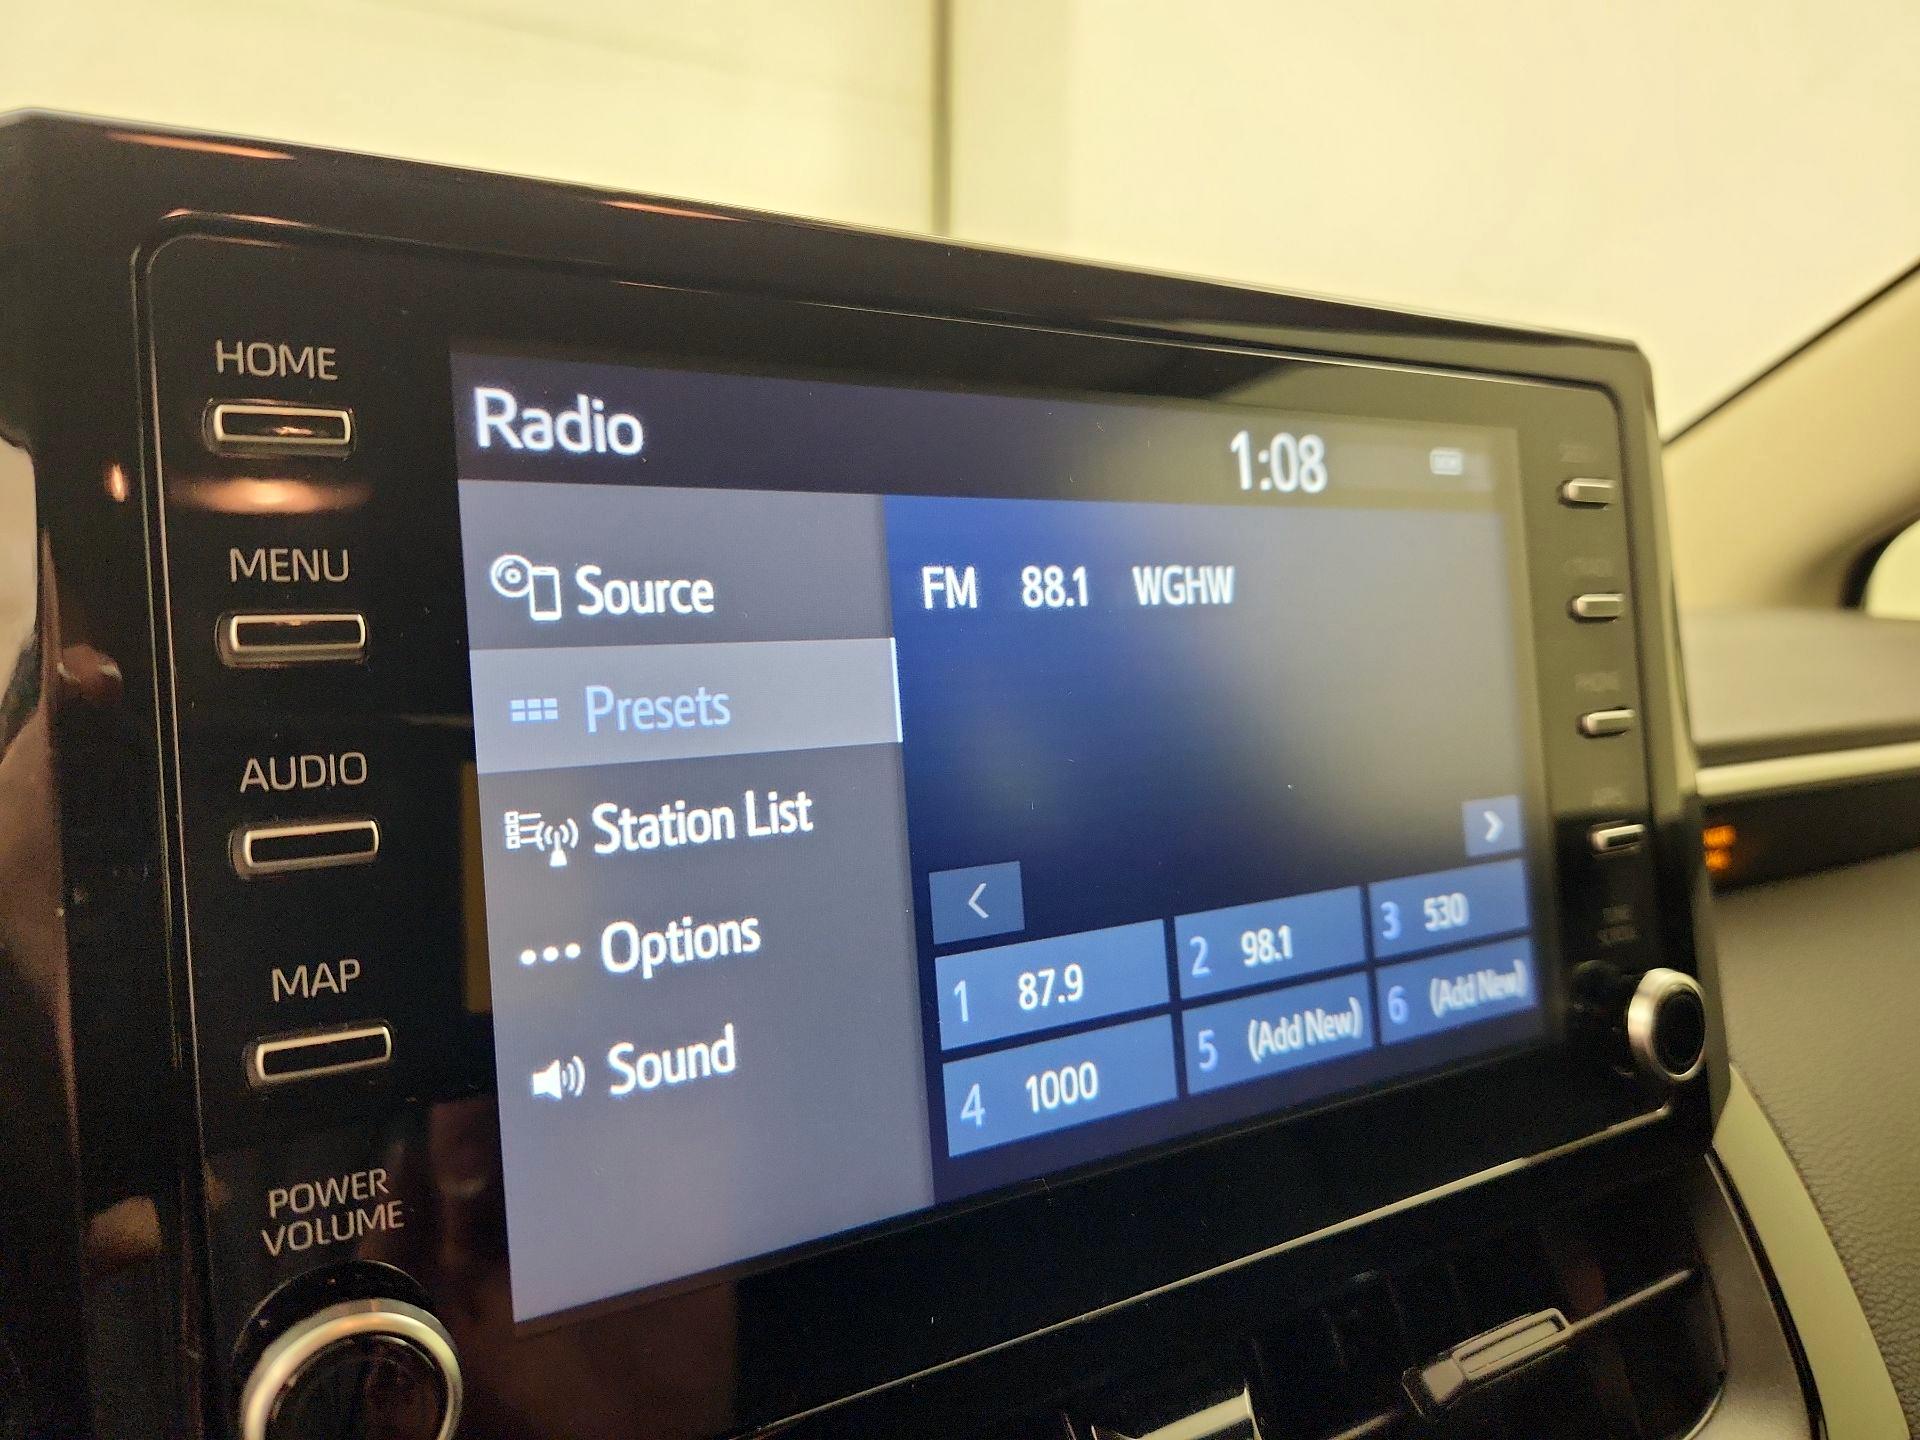 HOME
MENU
AUDIO
MAP
POWER
VOLUME
Radio
1:08
Source
Presets
Station List
Options
Sound
FM 88.1 WGHW
1 87.9
2 98.1
3 530
4 1000
5 (Add New)
6 (Add New)